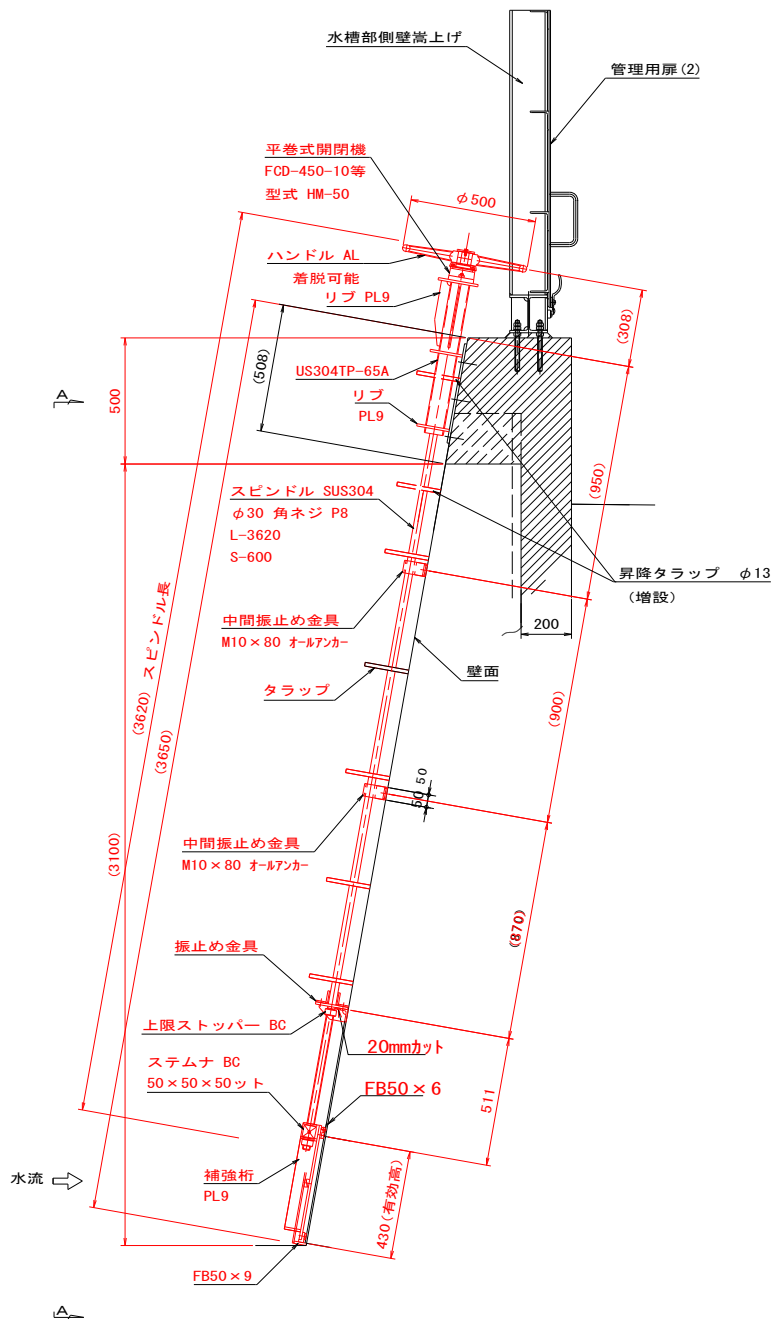 水槽部側壁嵩上げ
管理用扉(2)
平巻式開閉機
FCD-450-10等
型式 HM-50
φ500
ハンドル AL
着脱可能
リブ PL9
(308)
(508)
500
US304TP-65A
リブ
PL9
A
(950)
スピンドル SUS304
φ30 角ネジ P8
L-3620
S-600
昇降タラップ φ13
(増設)
中間振止め金具
M10×80 オールアンカー
200
壁面
タラップ
(3620) スピンドル長
(3650)
(900)
50
50
(3100)
中間振止め金具
M10×80 オールアンカー
(870)
振止め金具
上限ストッパー BC
20mmカット
ステムナ BC
50×50×50ット
FB50×6
511
水流
補強桁
PL9
430(有効高)
FB50×9
A